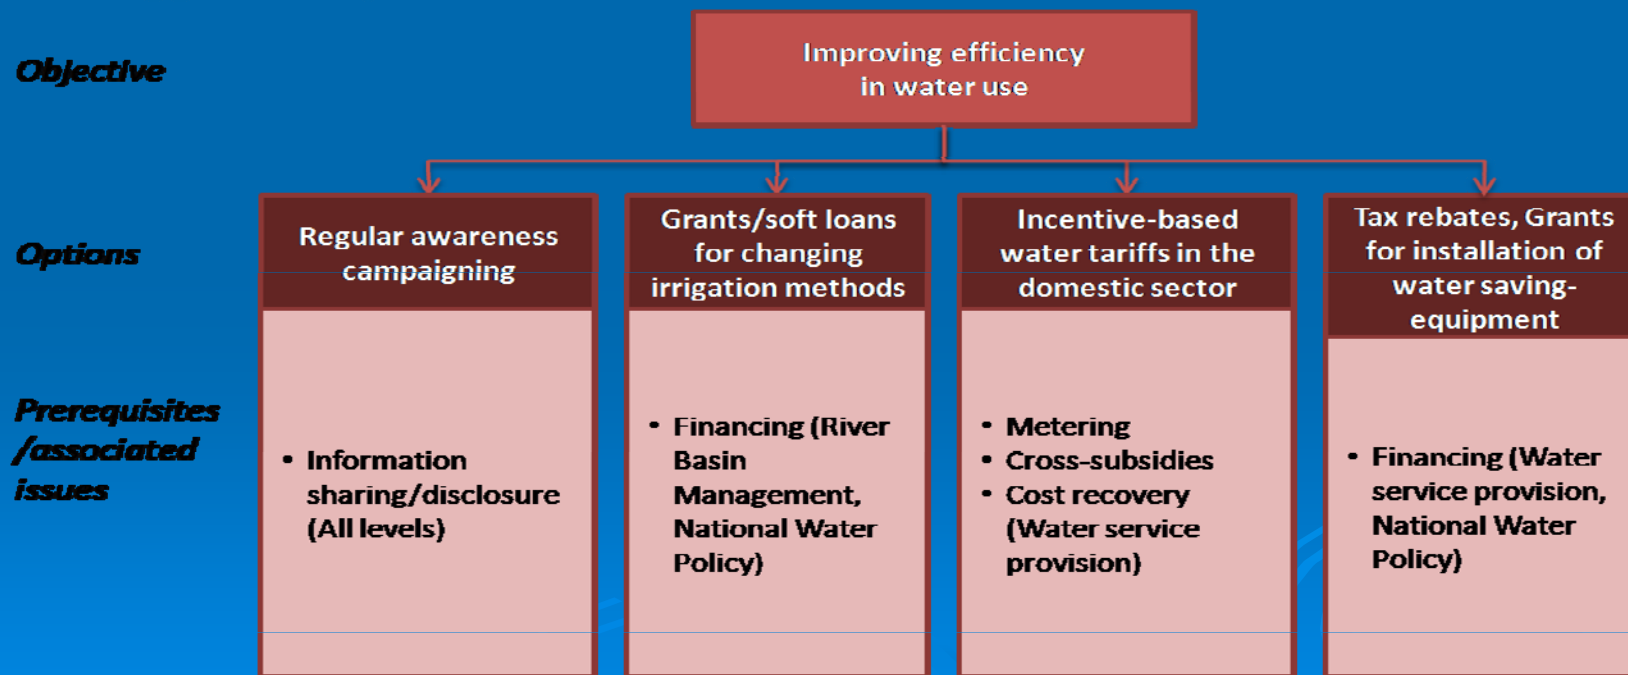 Objective
Improving efficiency
in water use
Options
Regular awareness
campaigning
Grants/soft loans
for changing
irrigation methods
Incentive-based
water tariffs in the
domestic sector
Tax rebates, Grants
for installation of
water saving-
equipment
Prerequisites
/associated
issues
• Information
sharing/disclosure
(All levels)
• Financing (River
Basin
Management,
National Water
Policy)
• Metering
• Cross-subsidies
• Cost recovery
(Water service
provision)
• Financing (Water
service provision,
National Water
Policy)